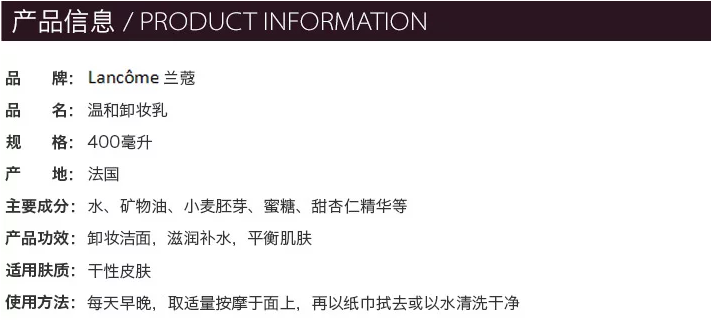 产品信息 / PRODUCT INFORMATION
品　　牌： Lancôme 兰蔻
品　　名： 温和卸妆乳
规　　格： 400毫升
产　　地： 法国
主要成分： 水、矿物油、小麦胚芽、蜜糖、甜杏仁精华等
产品功效： 卸妆洁面，滋润补水，平衡肌肤
适用肤质： 干性皮肤
使用方法： 每天早晚，取适量按摩于面上，再以纸巾拭去或以水清洗干净